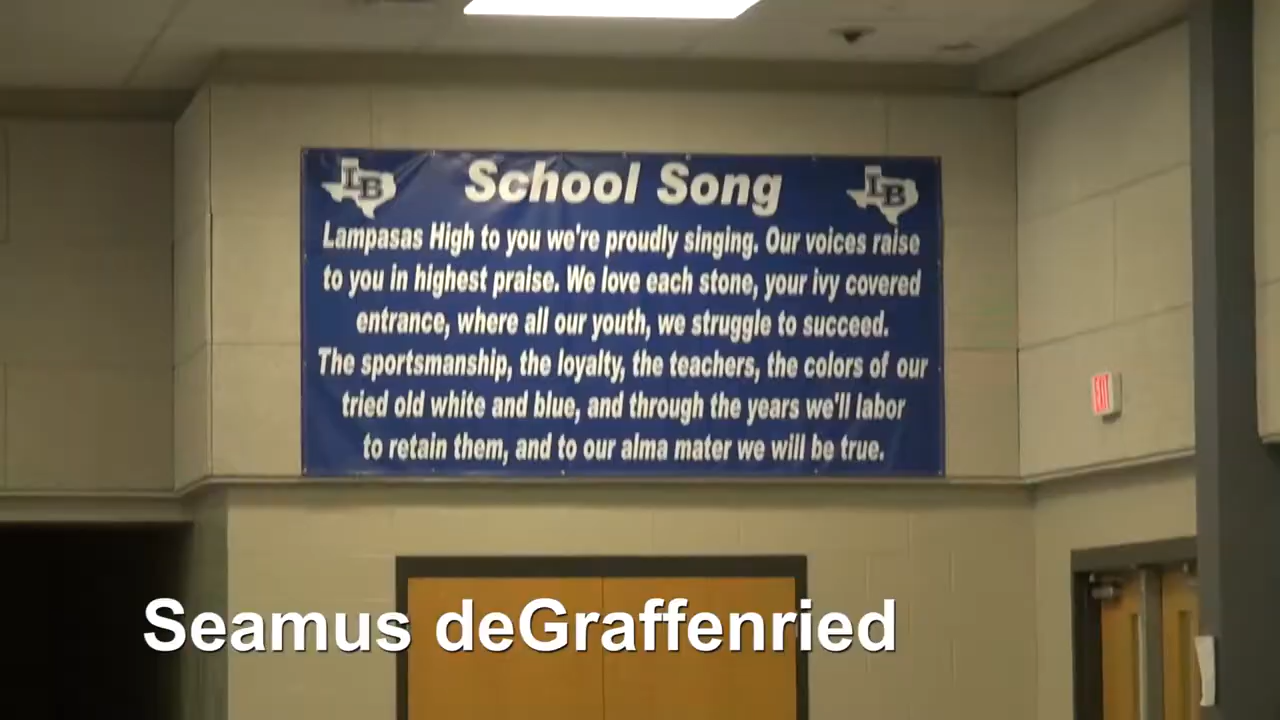 LB
School Song
LB
Lampasas High to you we're proudly singing. Our voices raise
to you in highest praise. We love each stone, your ivy covered
entrance, where all our youth, we struggle to succeed.
The sportsmanship, the loyalty, the teachers, the colors of our
tried old white and blue, and through the years we'll labor
to retain them, and to our alma mater we will be true.
EXIT
Seamus deGraffenried